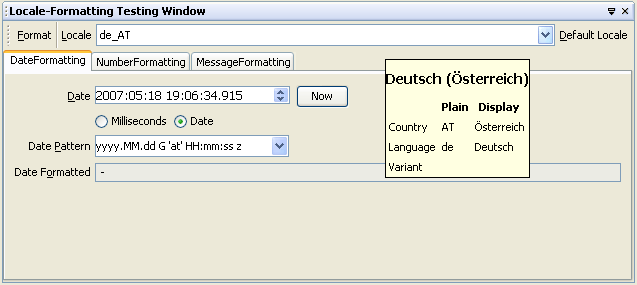 Locale-Formatting Testing Window
Format Locale de_AT Default Locale
DateFormatting NumberFormatting MessageFormatting
Date 2007:05:18 19:06:34.915 Now
Milliseconds Date
Date Pattern yyyy.MM.dd G 'at' HH:mm:ss z
Date Formatted -
Deutsch (Österreich)
Plain Display
Country AT Österreich
Language de Deutsch
Variant